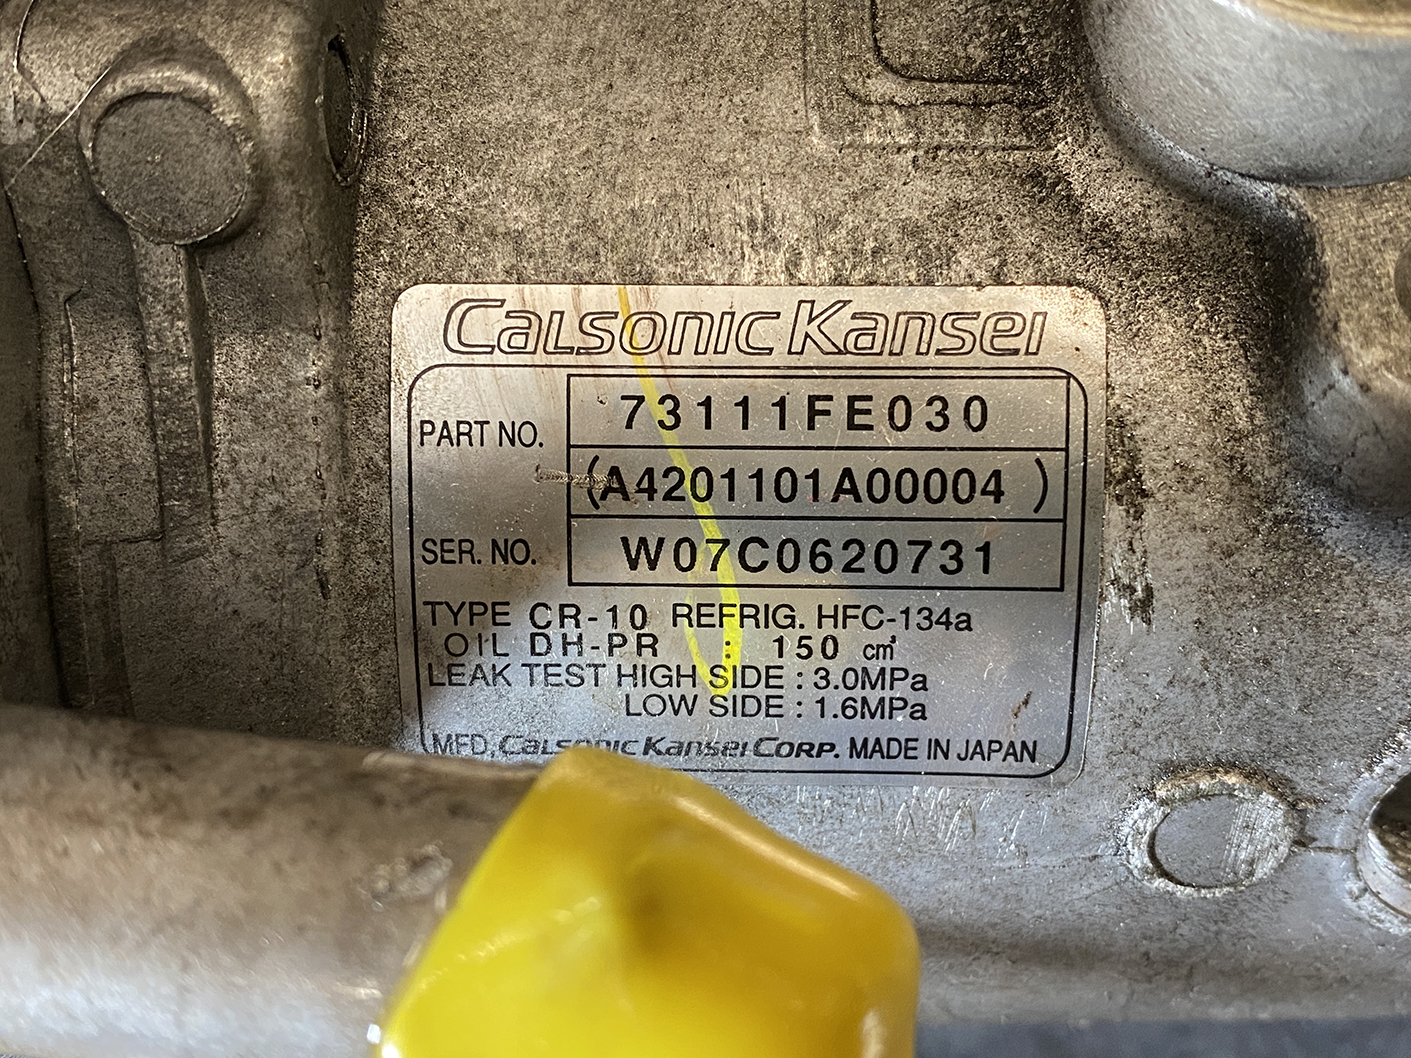 Calsonic Kansei
PART NO. 73111FE030
(A4201101A00004 )
SER. NO. W07C0620731
TYPE CR-10 REFRIG. HFC-134a
OIL DH-PR : 150 cm³
LEAK TEST HIGH SIDE : 3.0MPa
LOW SIDE : 1.6MPa
MFD. Calsonic Kansei Corp. MADE IN JAPAN